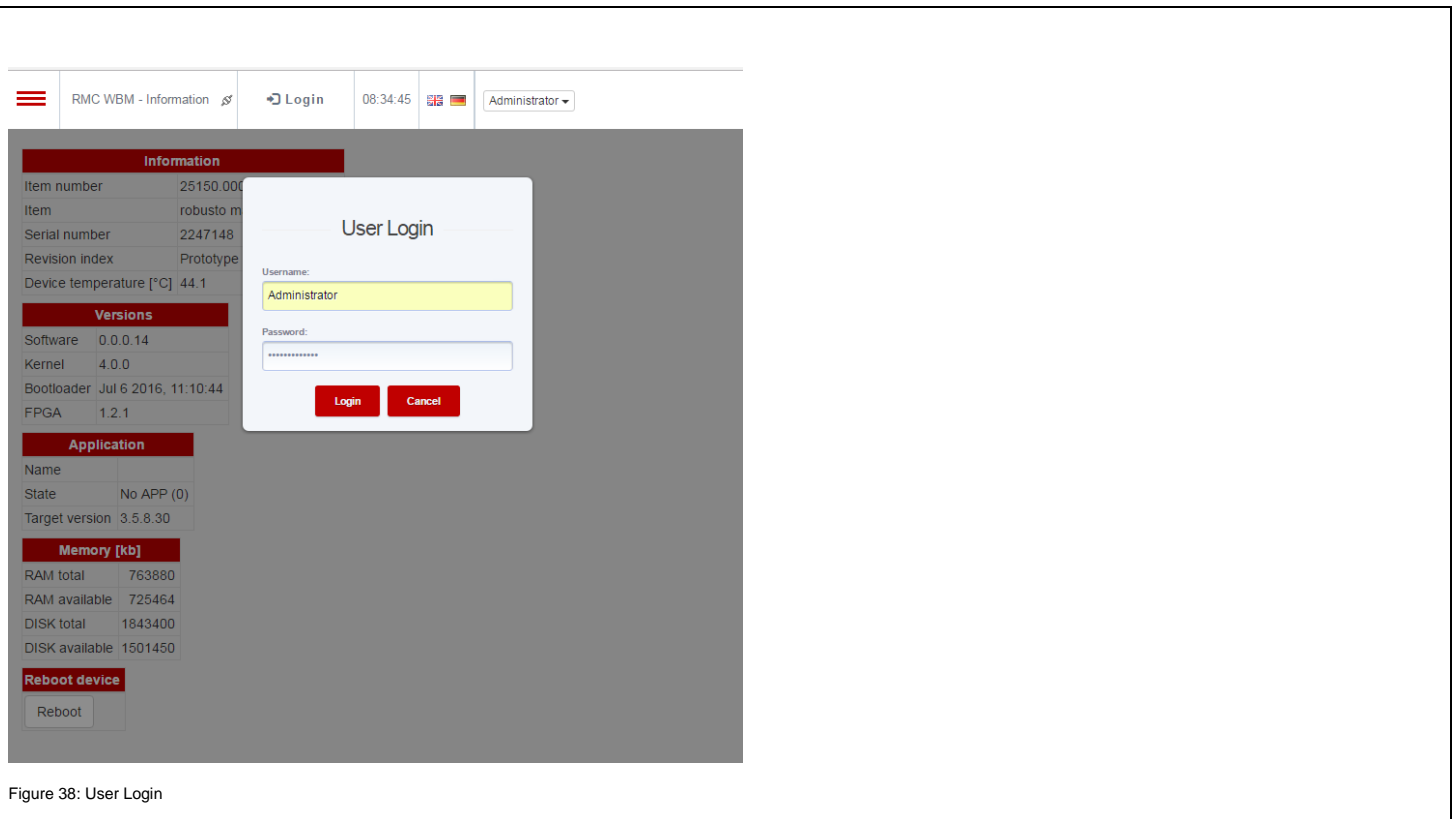 RMC WBM - Information Login 08:34:45 Administrator
Information
Item number 25150.000
Item robusto m
Serial number 2247148
Revision index Prototype
Device temperature [°C] 44.1
Versions
Software 0.0.0.14
Kernel 4.0.0
Bootloader Jul 6 2016, 11:10:44
FPGA 1.2.1
Application
Name
State No APP (0)
Target version 3.5.8.30
Memory [kb]
RAM total 763880
RAM available 725464
DISK total 1843400
DISK available 1501450
Reboot device
Reboot
User Login
Username:
Administrator
Password:
•••••••••••••
Login Cancel
Figure 38: User Login